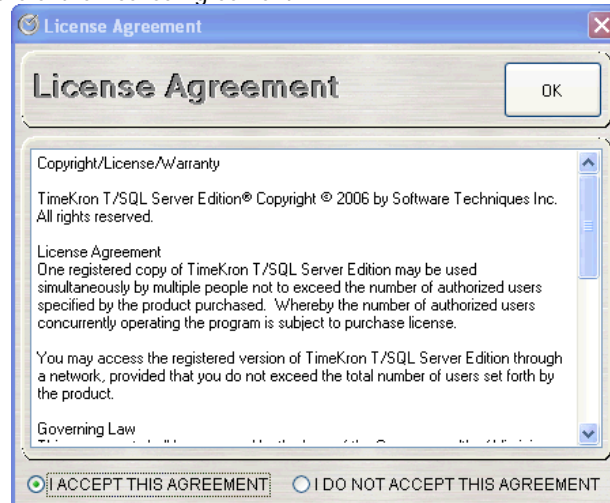 License Agreement
License Agreement
OK
Copyright/License/Warranty
TimeKron T/SQL Server Edition® Copyright © 2006 by Software Techniques Inc.
All rights reserved.
License Agreement
One registered copy of TimeKron T/SQL Server Edition may be used
simultaneously by multiple people not to exceed the number of authorized users
specified by the product purchased. Whereby the number of authorized users
concurrently operating the program is subject to purchase license.
You may access the registered version of TimeKron T/SQL Server Edition through
a network, provided that you do not exceed the total number of users set forth by
the product.
Governing Law
I ACCEPT THIS AGREEMENT
I DO NOT ACCEPT THIS AGREEMENT